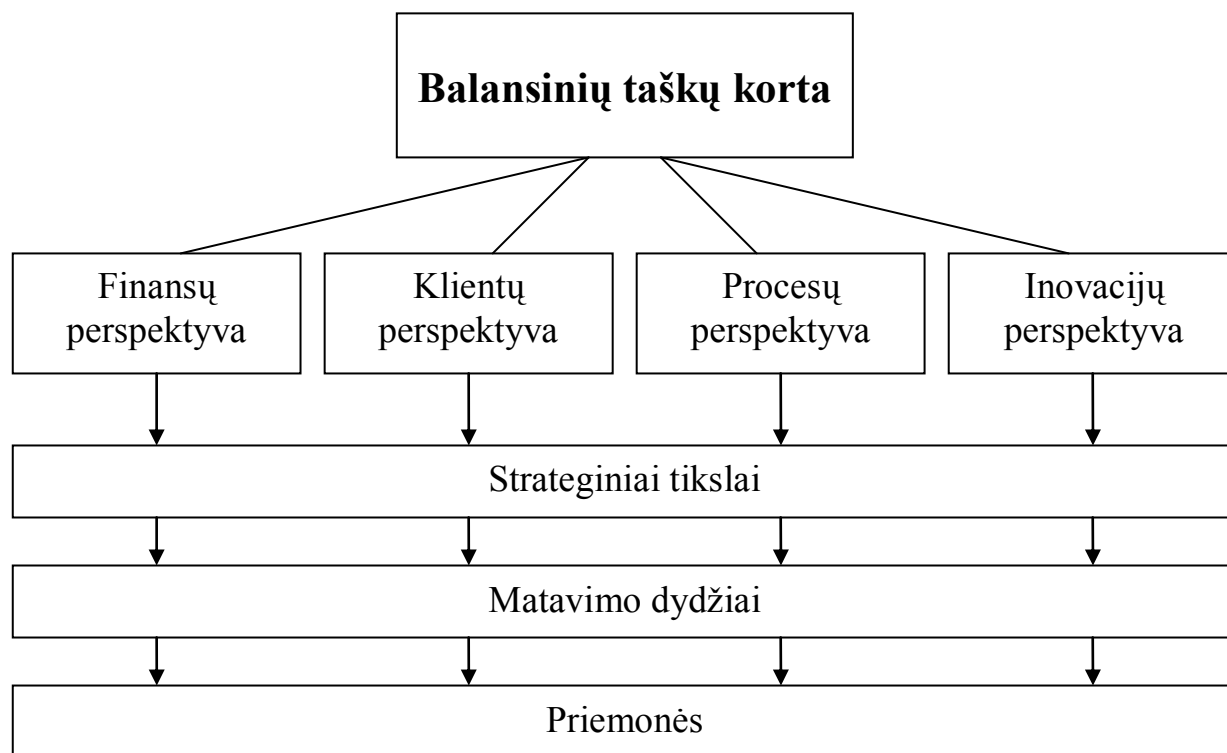 Balansinių taškų korta
Finansų
perspektyva
Klientų
perspektyva
Procesų
perspektyva
Inovacijų
perspektyva
Strateginiai tikslai
Matavimo dydžiai
Priemonės